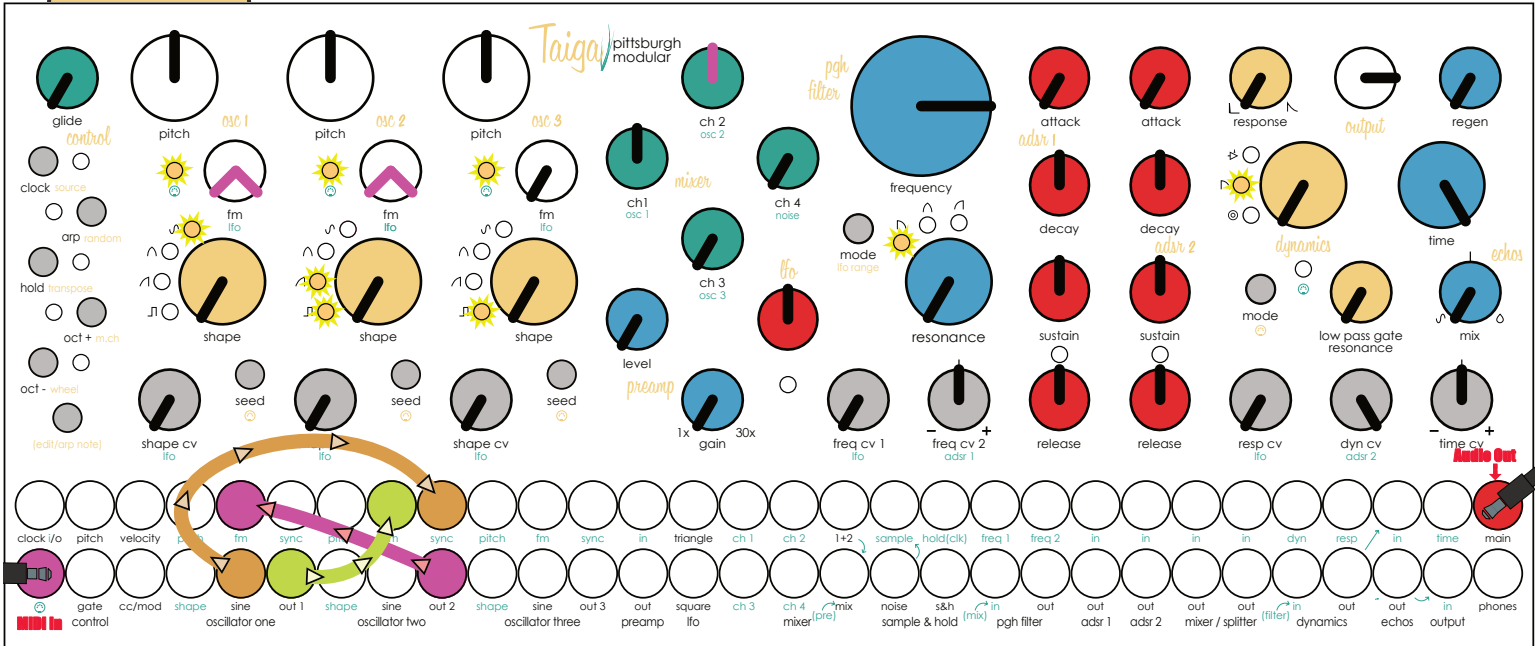 Taiga pittsburgh
modular
pgh
filter
glide
pitch
osc 1
pitch
osc 2
pitch
osc 3
ch 2
osc 2
attack
attack
response
output
regen
control
adsr 1
clock source
fm
lfo
fm
lfo
fm
lfo
ch1
osc 1
mixer
ch 4
noise
frequency
arp random
decay
decay
time
mode
lfo range
adsr 2
dynamics
echos
hold transpose
ch 3
osc 3
lfo
oct + m.ch
mode
shape
shape
shape
resonance
sustain
sustain
low pass gate
resonance
mix
level
oct - wheel
preamp
seed
seed
seed
(edit/arp note)
shape cv
lfo
lfo
shape cv
lfo
1x 30x
gain
freq cv 1
lfo
- +
freq cv 2
adsr 1
release
release
resp cv
lfo
dyn cv
adsr 2
- +
time cv
Audio Out
clock i/o pitch velocity pitch fm sync sync pitch fm sync in triangle ch 1 ch 2 1+2 sample hold(clk) freq 1 freq 2 in in in in dyn resp in time main
gate cc/mod shape sine out 1 shape sine out 2 shape sine out 3 out square ch 3 ch 4 mix noise s&h in out out out out out in out out in phones
(pre) (mix) (filter)
MIDI In control oscillator one oscillator two oscillator three preamp lfo mixer sample & hold pgh filter adsr 1 adsr 2 mixer / splitter dynamics echos output